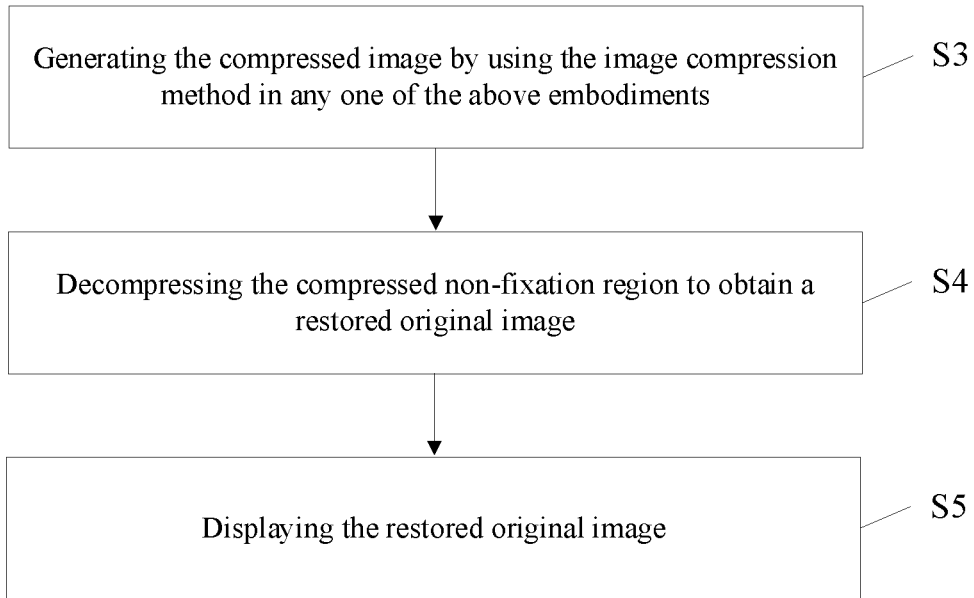 Generating the compressed image by using the image compression
method in any one of the above embodiments
S3
Decompressing the compressed non-fixation region to obtain a
restored original image
S4
Displaying the restored original image
S5